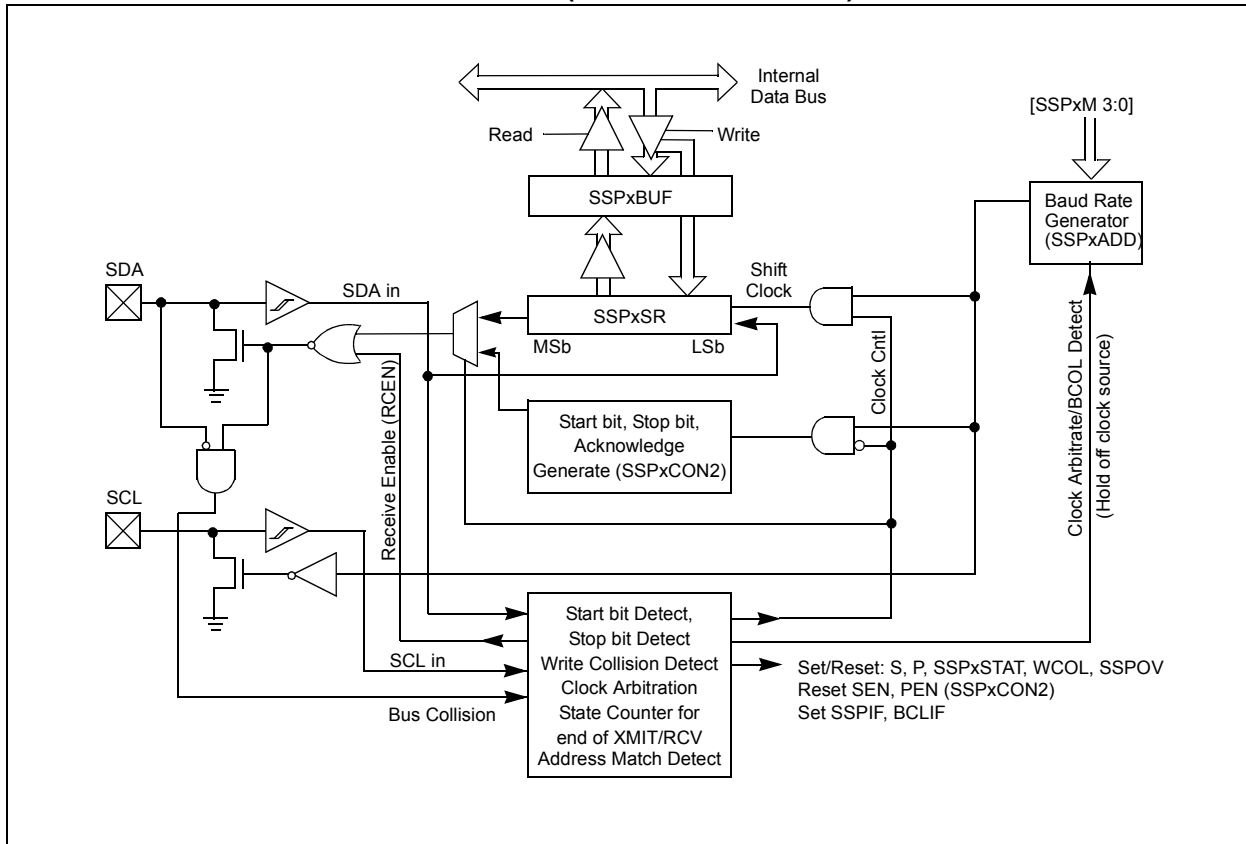 Internal
Data Bus
[SSPxM 3:0]
Read
Write
SSPxBUF
Baud Rate
Generator
(SSPxADD)
SDA
SDA in
Shift
Clock
SSPxSR
MSb
LSb
Receive Enable (RCEN)
Clock Cntl
Clock Arbitrate/BCOL Detect
(Hold off clock source)
Start bit, Stop bit,
Acknowledge
Generate (SSPxCON2)
SCL
SCL in
Bus Collision
Start bit Detect,
Stop bit Detect
Write Collision Detect
Clock Arbitration
State Counter for
end of XMIT/RCV
Address Match Detect
Set/Reset: S, P, SSPxSTAT, WCOL, SSPOV
Reset SEN, PEN (SSPxCON2)
Set SSPIF, BCLIF